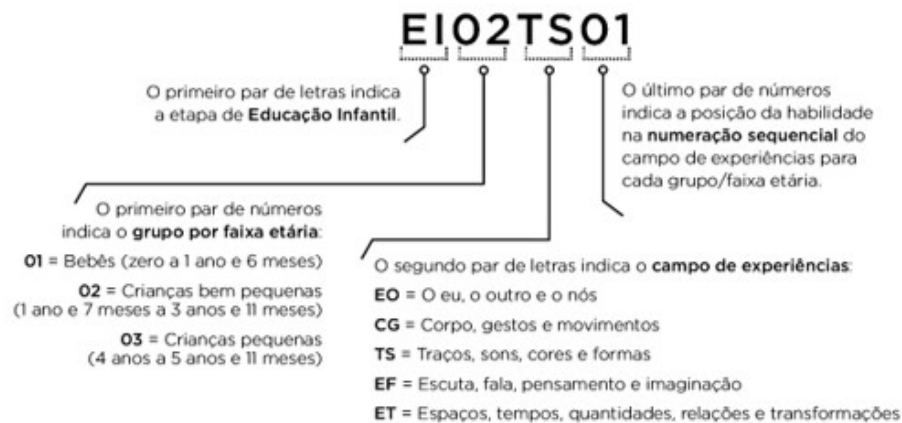 EI02TS01
O primeiro par de letras indica
a etapa de Educação Infantil.
O último par de números
indica a posição da habilidade
na numeração sequencial do
campo de experiências para
cada grupo/faixa etária.
O primeiro par de números
indica o grupo por faixa etária:
01 = Bebês (zero a 1 ano e 6 meses)
02 = Crianças bem pequenas
(1 ano e 7 meses a 3 anos e 11 meses)
03 = Crianças pequenas
(4 anos a 5 anos e 11 meses)
O segundo par de letras indica o campo de experiências:
EO = O eu, o outro e o nós
CG = Corpo, gestos e movimentos
TS = Traços, sons, cores e formas
EF = Escuta, fala, pensamento e imaginação
ET = Espaços, tempos, quantidades, relações e transformações